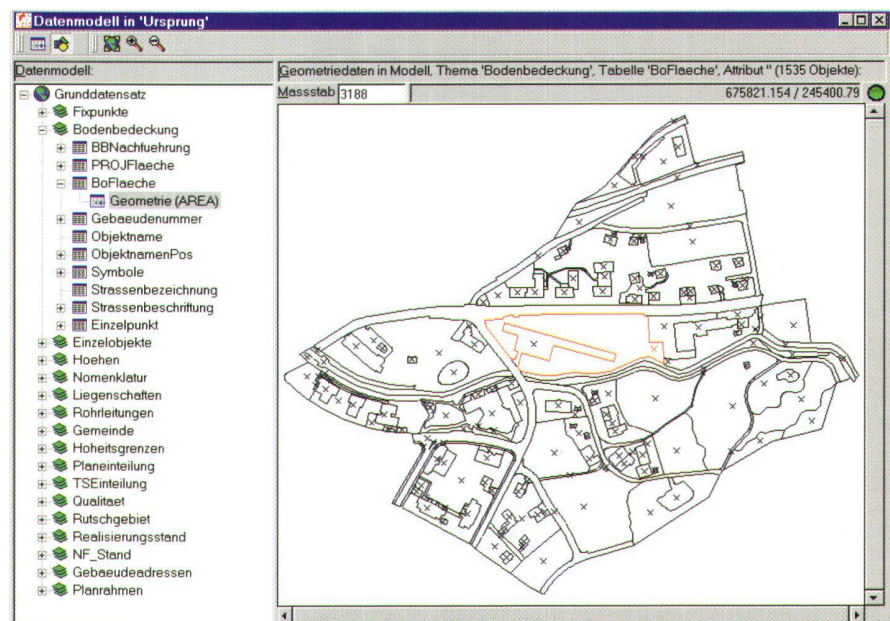 Datenmodell in 'Ursprung'
Datenmodell:
Geometriedaten in Modell, Thema 'Bodenbedeckung', Tabelle 'BoFlaeche', Attribut '' (1535 Objekte):
Massstab 3188
675821.154 / 245400.79
Grunddatensatz
Fixpunkte
Bodenbedeckung
BBNachfuehrung
PROJFlaeche
BoFlaeche
Geometrie (AREA)
Gebaeudenummer
Objektname
ObjektnamenPos
Symbole
Strassenbezeichnung
Strassenbeschriftung
Einzelpunkt
Einzelobjekte
Hoehen
Nomenklatur
Liegenschaften
Rohrleitungen
Gemeinde
Hoheitsgrenzen
Planeinteilung
TSEinteilung
Qualitaet
Rutschgebiet
Realisierungsstand
NF_Stand
Gebaeudeadressen
Planrahmen